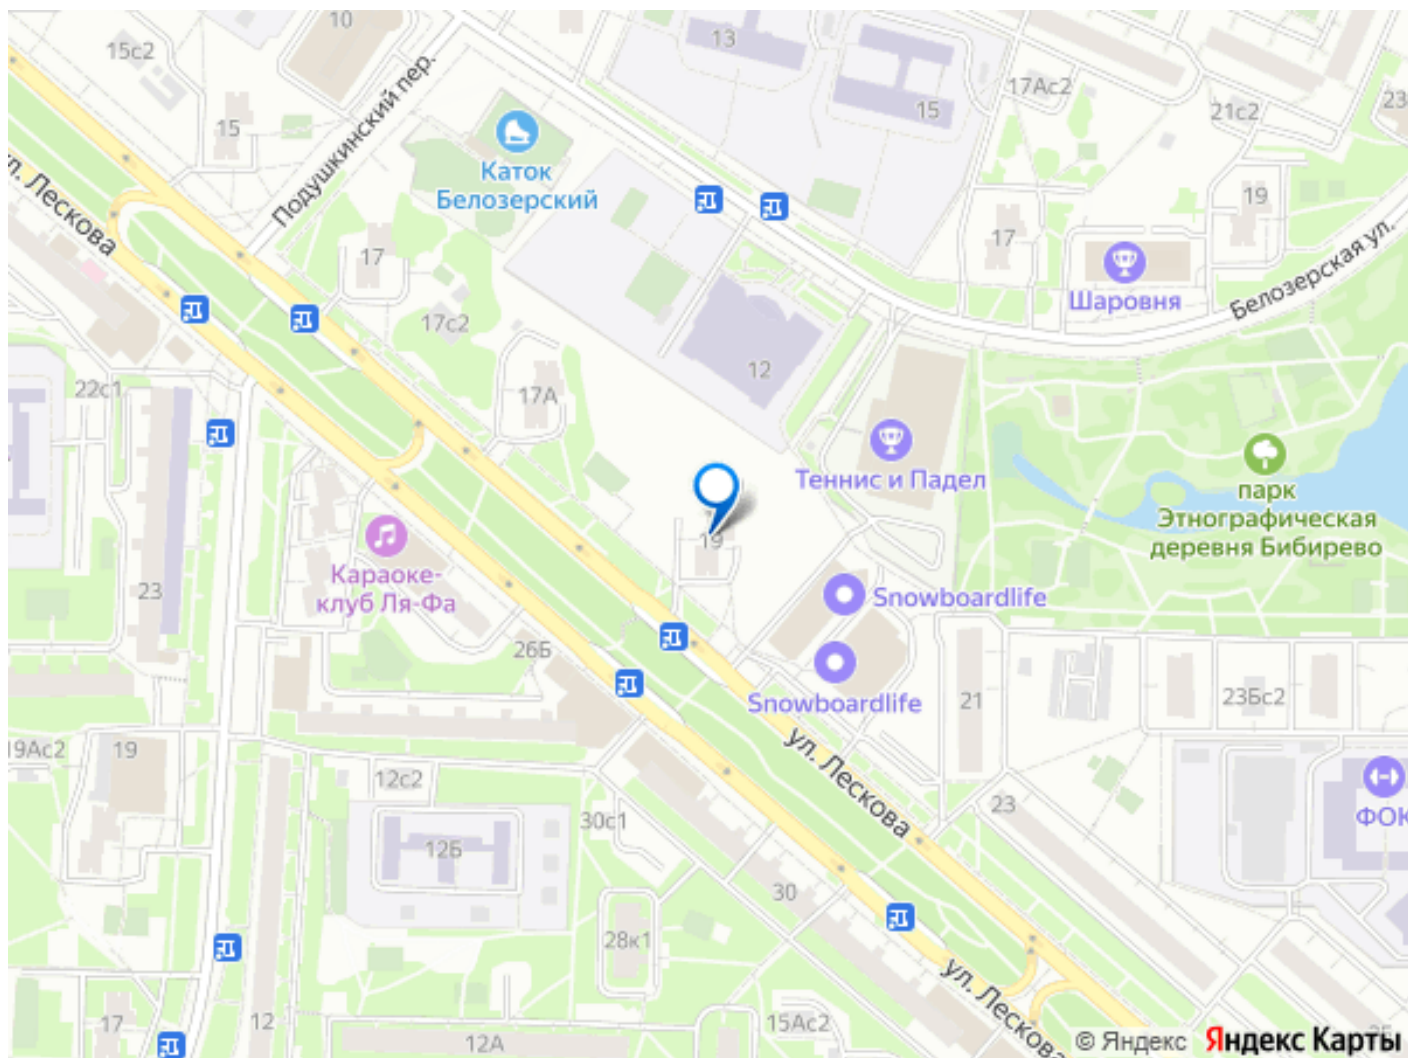 10
13
15с2
Подушкинский пер.
15
15
17Ас2
21с2
23
Каток
Белозерский
ул. Лескова
19
17
17
Шаровня
Белозерская ул.
17с2
12
17А
22с1
Теннис и Падел
парк
Этнографическая
деревня Бибирево
19
Караоке-
клуб Ля-Фа
23
Snowboardlife
26Б
Snowboardlife
21
23Бс2
ул. Лескова
19Ас2
19
12с2
23
ФОК
30с1
12Б
30
28к1
ул. Лескова
17
12
12А
15Ас2
© Яндекс
Яндекс Карты